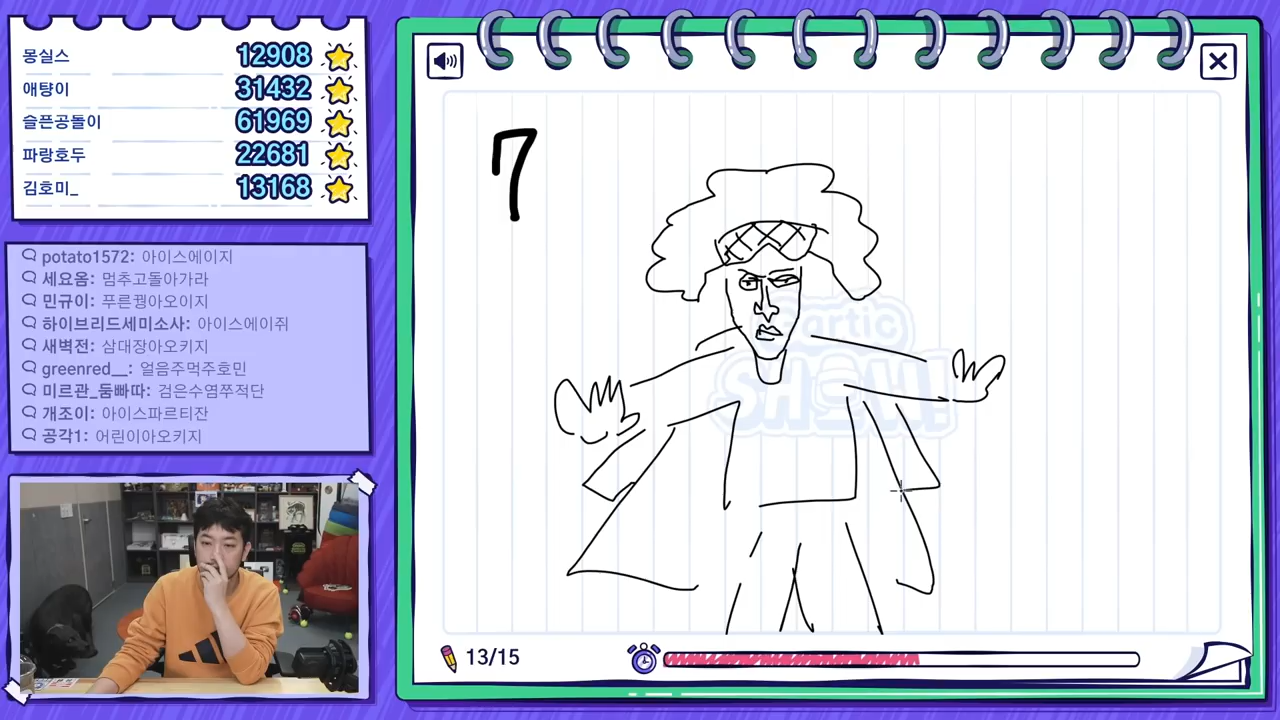 몽실스 12908
애턍이 31432
슬픈공돌이 61969
파랑호두 22681
김호미_ 13168
potato1572: 아이스에이지
세요옴: 멈추고돌아가라
민규이: 푸른꿩아오이지
하이브리드세미소사: 아이스에이쥐
새벽전: 삼대장아오키지
greenred__: 얼음주먹주호민
미르관_둠빠따: 검은수염쭈적단
개조이: 아이스파르티잔
공각1: 어린이아오키지
7
Gartic
SHOW!
13/15